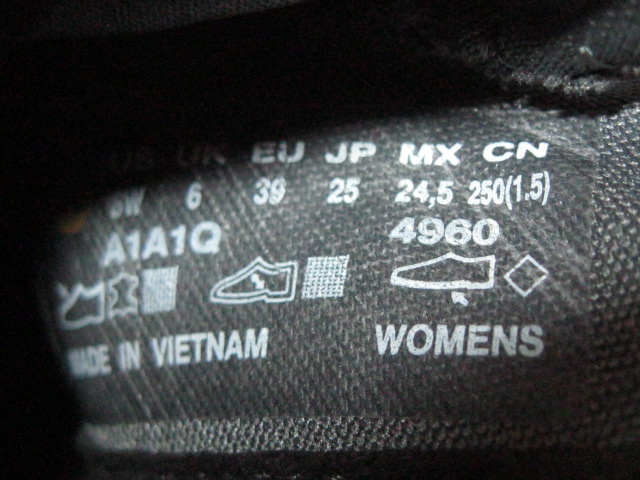 US UK EU JP MX CN
6 39 25 24,5 250(1.5)
A1A1Q 4960
MADE IN VIETNAM WOMENS